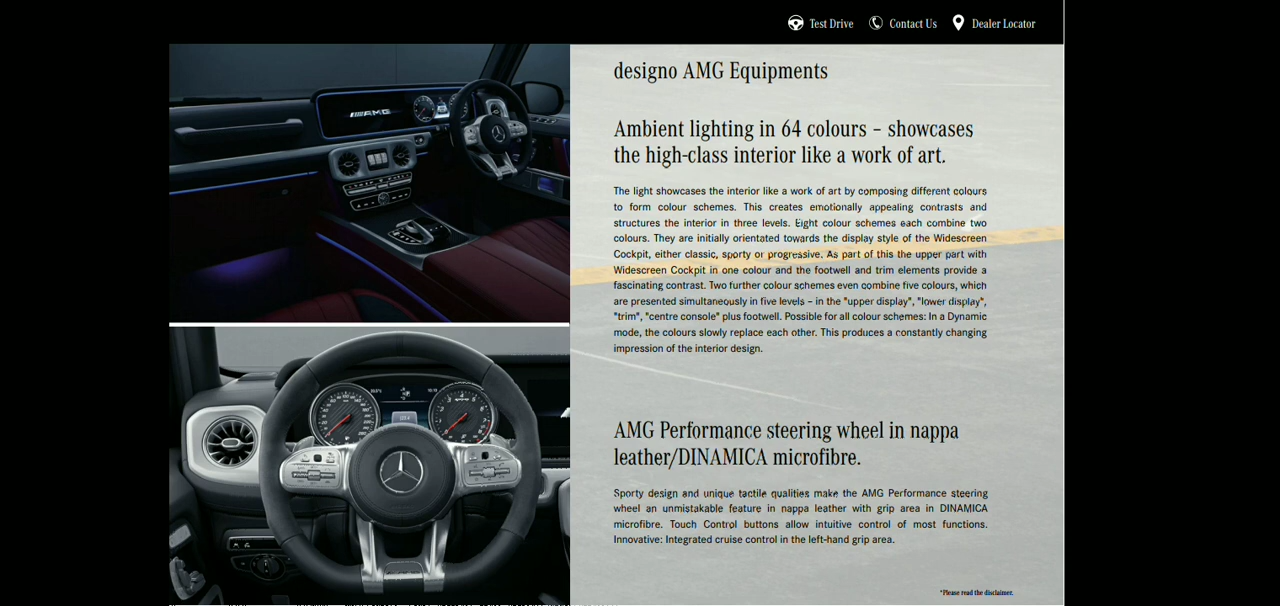 Test Drive Contact Us Dealer Locator
designo AMG Equipments
Ambient lighting in 64 colours – showcases
the high-class interior like a work of art.
The light showcases the interior like a work of art by composing different colours
to form colour schemes. This creates emotionally appealing contrasts and
structures the interior in three levels. Eight colour schemes each combine two
colours. They are initially orientated towards the display style of the Widescreen
Cockpit, either classic, sporty or progressive. As part of this the upper part with
Widescreen Cockpit in one colour and the footwell and trim elements provide a
fascinating contrast. Two further colour schemes even combine five colours, which
are presented simultaneously in five levels – in the "upper display", "lower display",
"trim", "centre console" plus footwell. Possible for all colour schemes: In a Dynamic
mode, the colours slowly replace each other. This produces a constantly changing
impression of the interior design.
AMG
AMG Performance steering wheel in nappa
leather/DINAMICA microfibre.
Sporty design and unique tactile qualities make the AMG Performance steering
wheel an unmistakable feature in nappa leather with grip area in DINAMICA
microfibre. Touch Control buttons allow intuitive control of most functions.
Innovative: Integrated cruise control in the left-hand grip area.
*Please read the disclaimer.